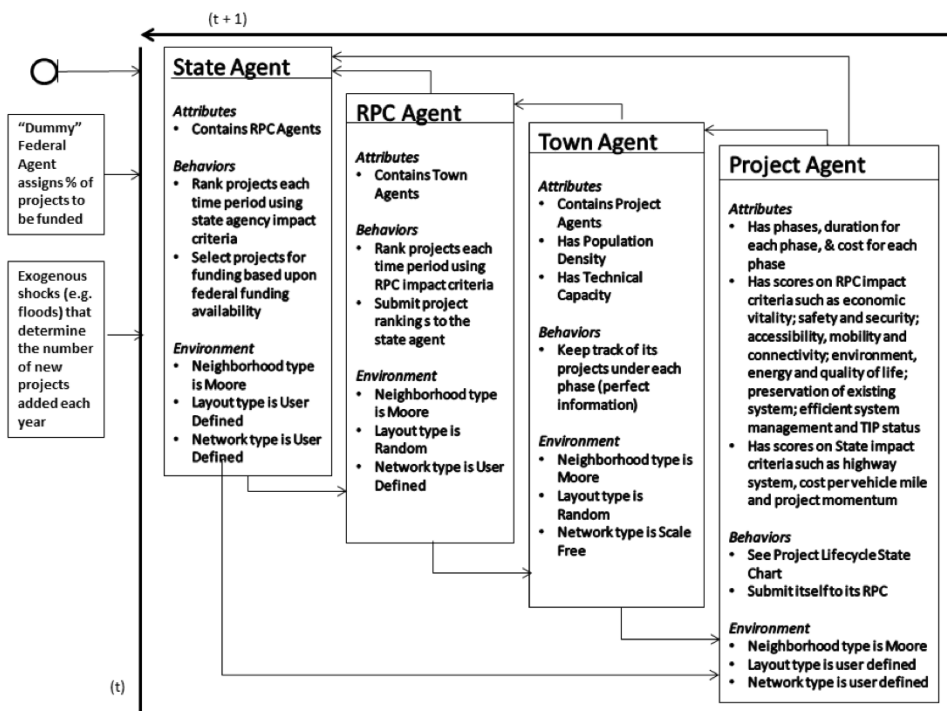 (t + 1)
"Dummy"
Federal
Agent
assigns % of
projects to
be funded
Exogenous
shocks (e.g.
floods) that
determine
the number
of new
projects
added each
year
State Agent
Attributes
• Contains RPC Agents
Behaviors
• Rank projects each
time period using
state agency impact
criteria
• Select projects for
funding based upon
federal funding
availability
Environment
• Neighborhood type
is Moore
• Layout type is User
Defined
• Network type is User
Defined
RPC Agent
Attributes
• Contains Town
Agents
Behaviors
• Rank projects each
time period using
RPC impact criteria
• Submit project
ranking s to the
state agent
Environment
• Neighborhood type
is Moore
• Layout type is
Random
• Network type is User
Defined
Town Agent
Attributes
• Contains Project
Agents
• Has Population
Density
• Has Technical
Capacity
Behaviors
• Keep track of its
projects under each
phase (perfect
information)
Environment
• Neighborhood type is
Moore
• Layout type is
Random
• Network type is Scale
Free
Project Agent
Attributes
• Has phases, duration for
each phase, & cost for each
phase
• Has scores on RPC impact
criteria such as economic
vitality; safety and security;
accessibility, mobility and
connectivity; environment,
energy and quality of life;
preservation of existing
system; efficient system
management and TIP status
• Has scores on State impact
criteria such as highway
system, cost per vehicle mile
and project momentum
Behaviors
• See Project Lifecycle State
Chart
• Submit itself to its RPC
Environment
• Neighborhood type is Moore
• Layout type is user defined
• Network type is user defined
(t)